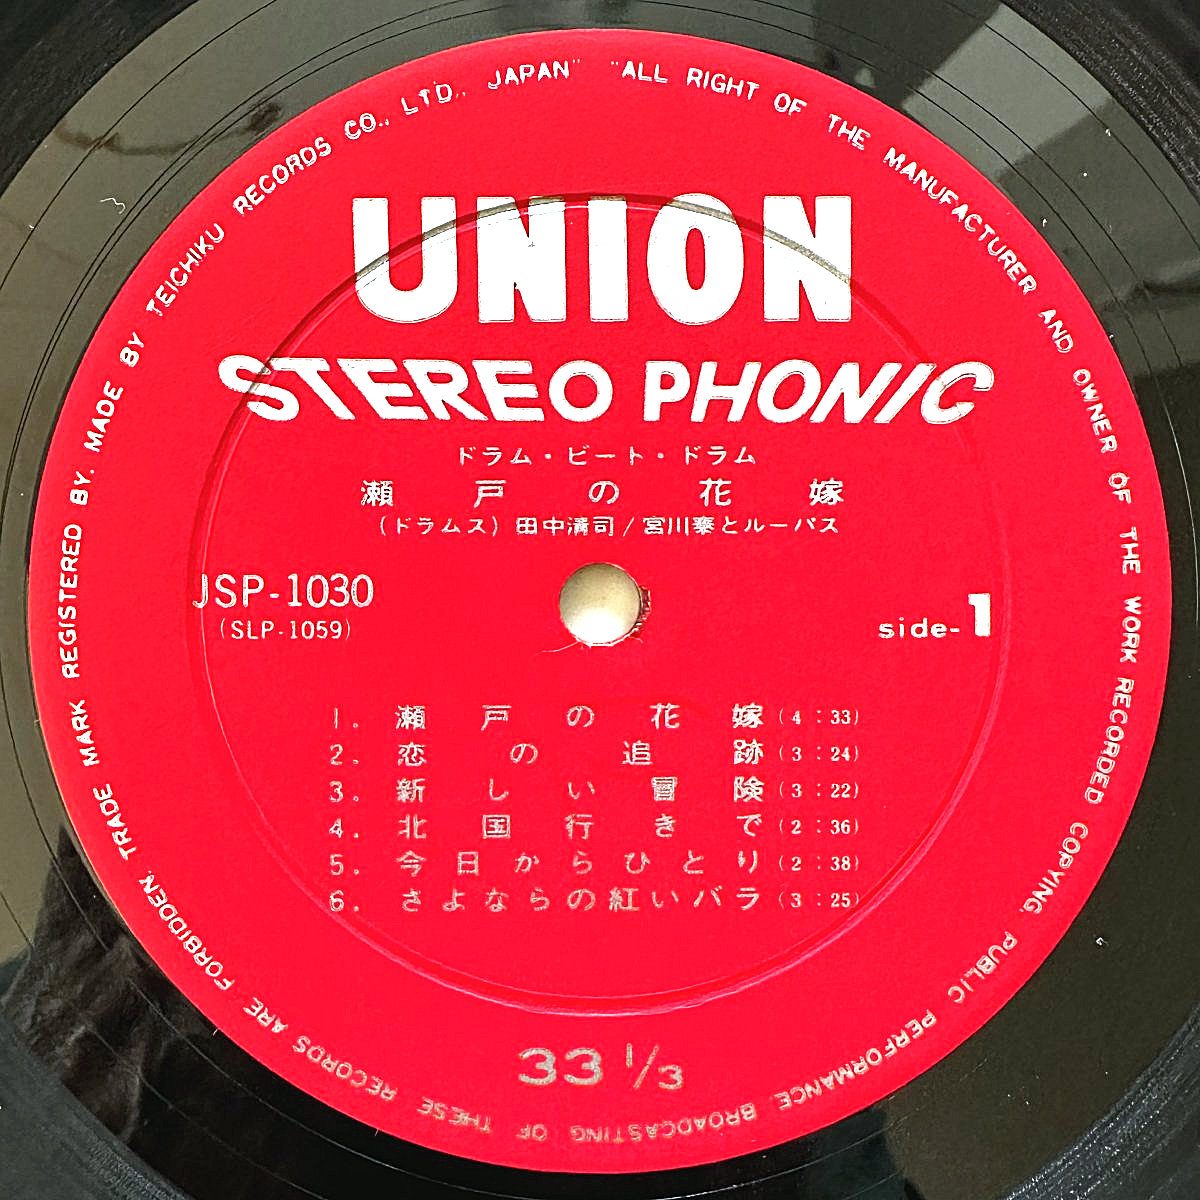 TRADE MARK REGISTERED BY. MADE BY TEICHIKU RECORDS CO., LTD., JAPAN" "ALL RIGHT OF THE MANUFACTURER AND OWNER OF THE WORK RECORDED COPYING. PUBLIC PERFORMANCE. BROADCASTING OF THESE RECORDS ARE FORBIDDEN.
UNION
STEREO PHONIC
ドラム・ビート・ドラム
瀬戸の花嫁
(ドラムス) 田中清司/宮川泰とルーパス
JSP-1030
(SLP-1059)
side-1
1. 瀬戸の花嫁 (4:33)
2. 恋の追跡 (3:24)
3. 新しい冒険 (3:22)
4. 北国行きで (2:36)
5. 今日からひとり (2:38)
6. さよならの紅いバラ (3:25)
33 1/3